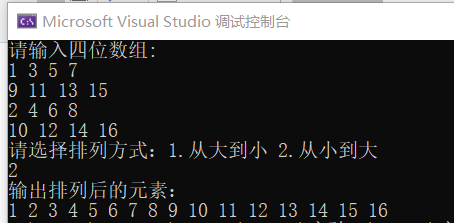 Microsoft Visual Studio 调试控制台
请输入四位数组:
1 3 5 7
9 11 13 15
2 4 6 8
10 12 14 16
请选择排列方式：1.从大到小 2.从小到大
2
输出排列后的元素：
1 2 3 4 5 6 7 8 9 10 11 12 13 14 15 16